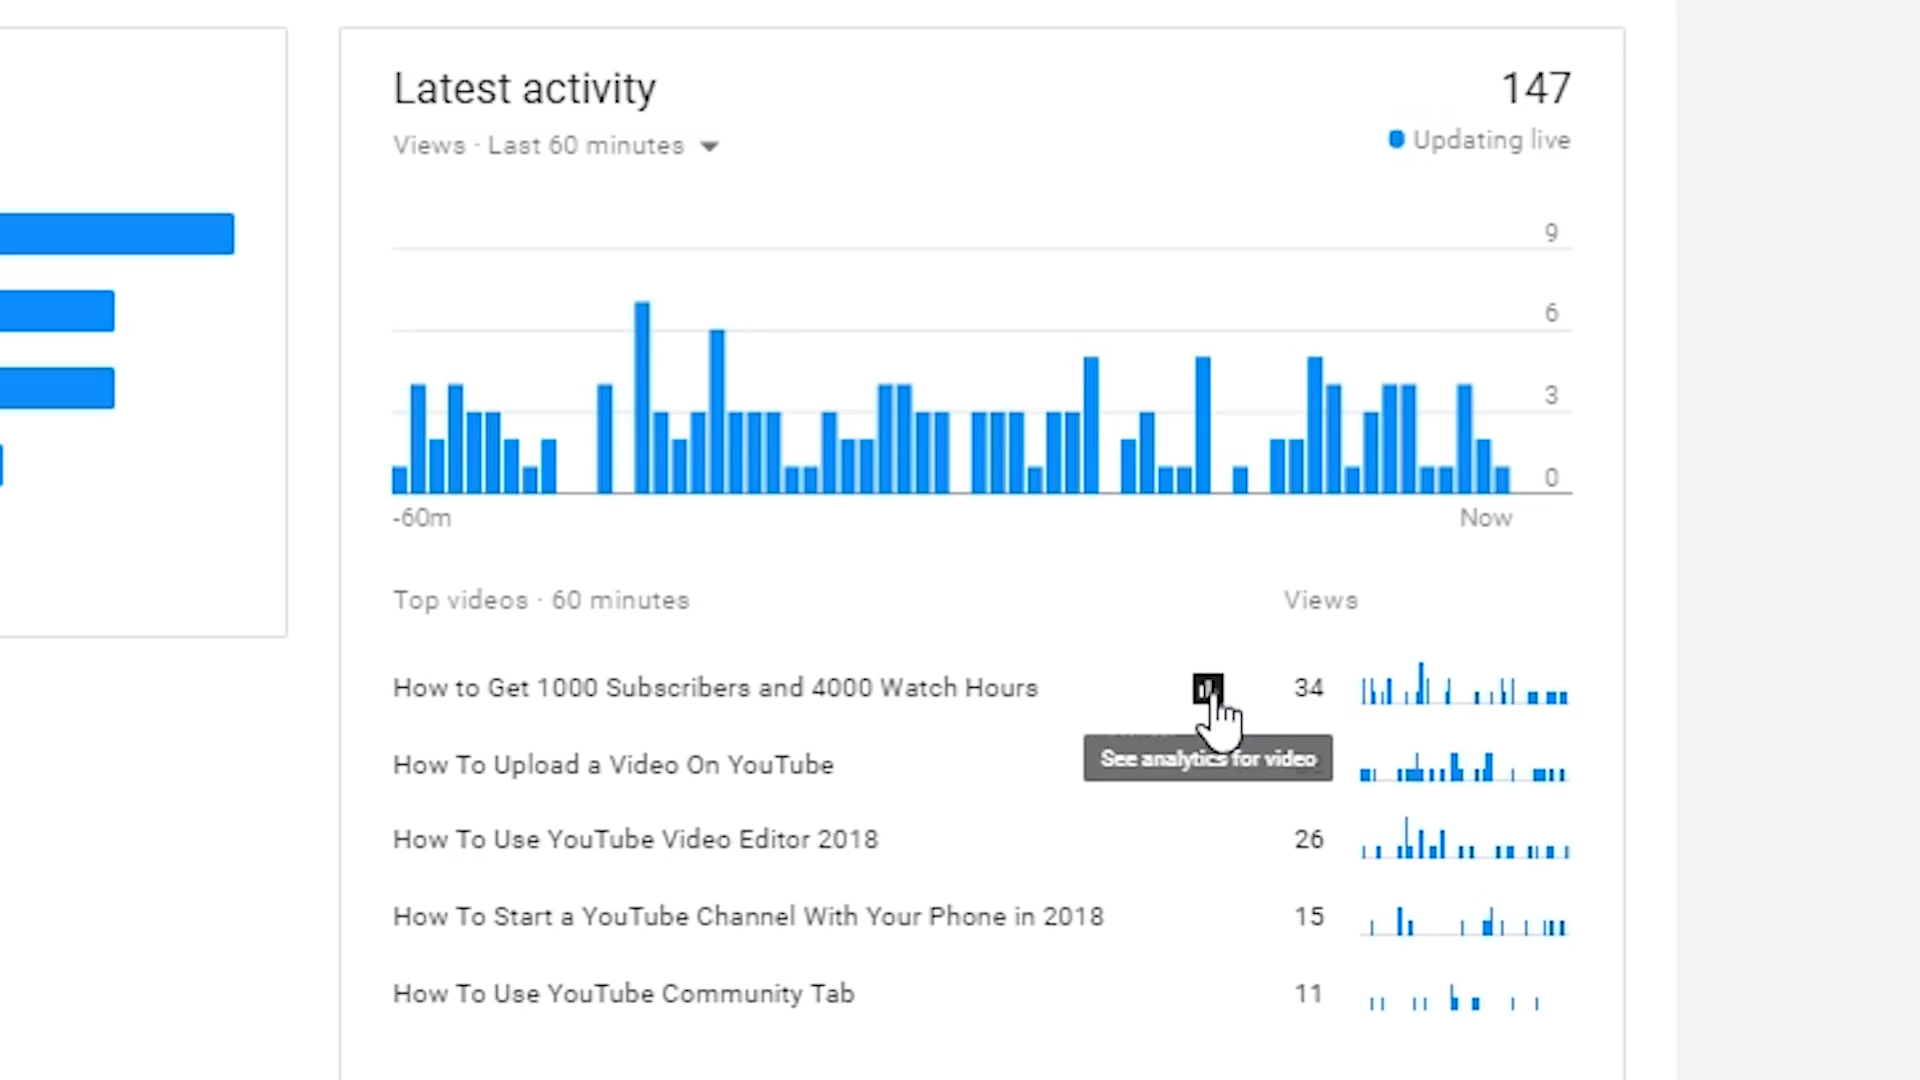 Latest activity
147
Views · Last 60 minutes
Updating live
9
6
3
0
-60m
Now
Top videos · 60 minutes
Views
How to Get 1000 Subscribers and 4000 Watch Hours
34
How To Upload a Video On YouTube
See analytics for video
How To Use YouTube Video Editor 2018
26
How To Start a YouTube Channel With Your Phone in 2018
15
How To Use YouTube Community Tab
11